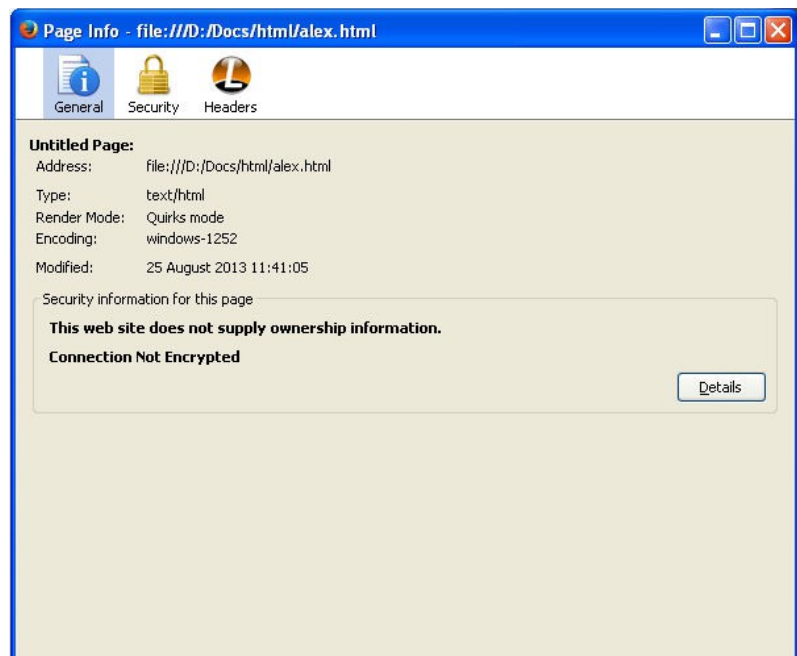 Page Info - file:///D:/Docs/html/alex.html
General Security Headers
Untitled Page:
Address: file:///D:/Docs/html/alex.html
Type: text/html
Render Mode: Quirks mode
Encoding: windows-1252
Modified: 25 August 2013 11:41:05
Security information for this page
This web site does not supply ownership information.
Connection Not Encrypted
Details